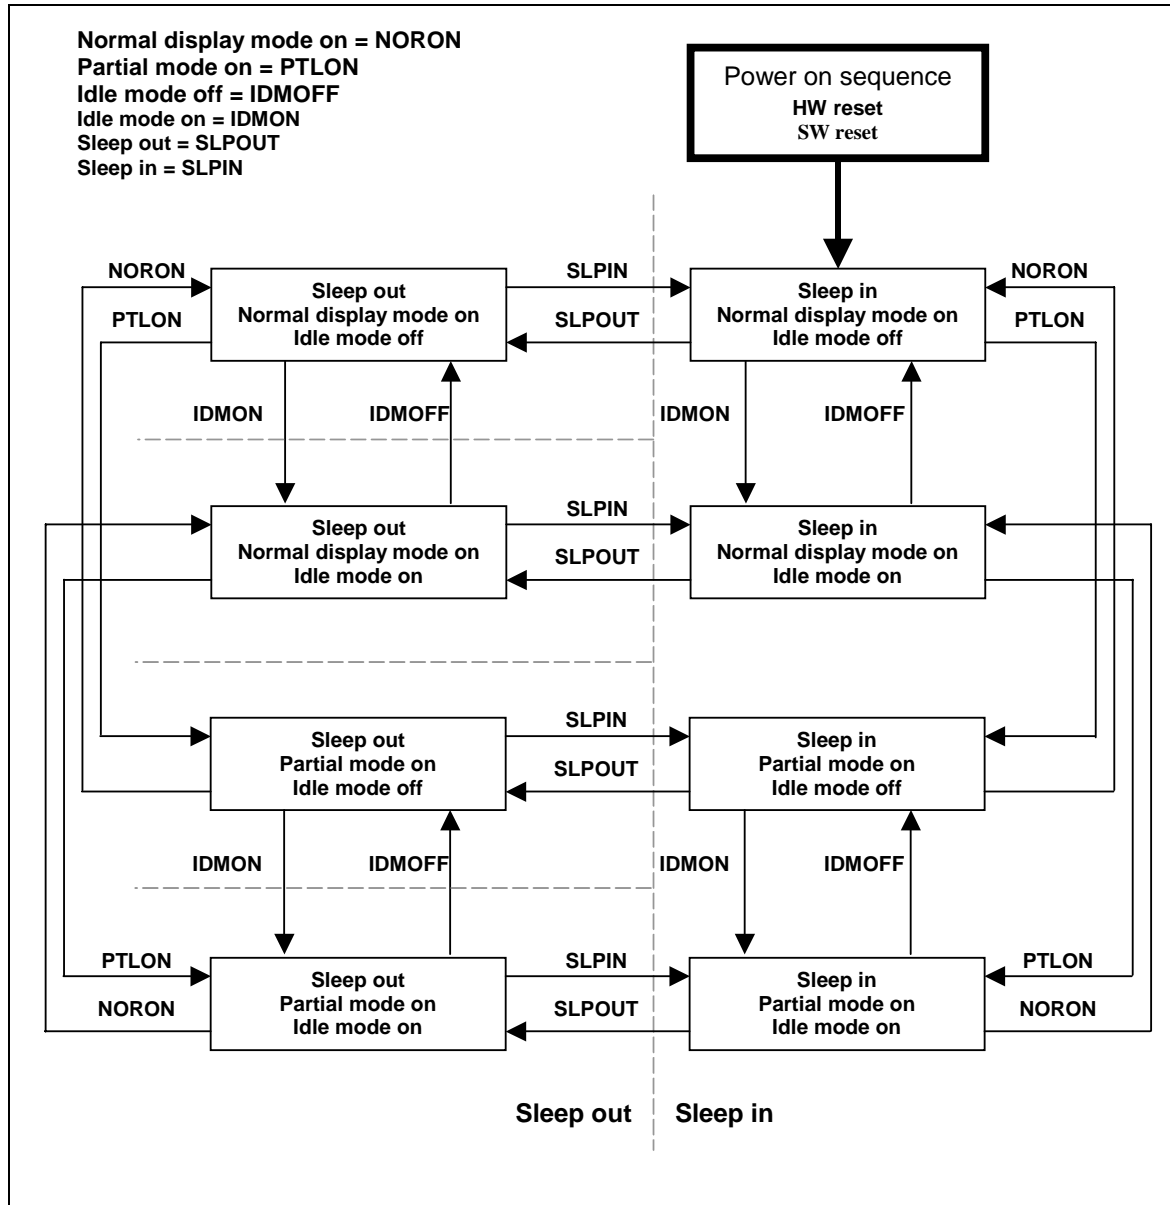 Normal display mode on = NORON
Partial mode on = PTLON
Idle mode off = IDMOFF
Idle mode on = IDMON
Sleep out = SLPOUT
Sleep in = SLPIN
Power on sequence
HW reset
SW reset
NORON
SLPIN
NORON
Sleep out
Normal display mode on
Idle mode off
Sleep in
Normal display mode on
Idle mode off
PTLON
SLPOUT
PTLON
IDMON
IDMOFF
IDMON
IDMOFF
SLPIN
Sleep out
Normal display mode on
Idle mode on
Sleep in
Normal display mode on
Idle mode on
SLPOUT
SLPIN
Sleep out
Partial mode on
Idle mode off
Sleep in
Partial mode on
Idle mode off
SLPOUT
IDMON
IDMOFF
IDMON
IDMOFF
PTLON
SLPIN
PTLON
Sleep out
Partial mode on
Idle mode on
Sleep in
Partial mode on
Idle mode on
NORON
SLPOUT
NORON
Sleep out
Sleep in